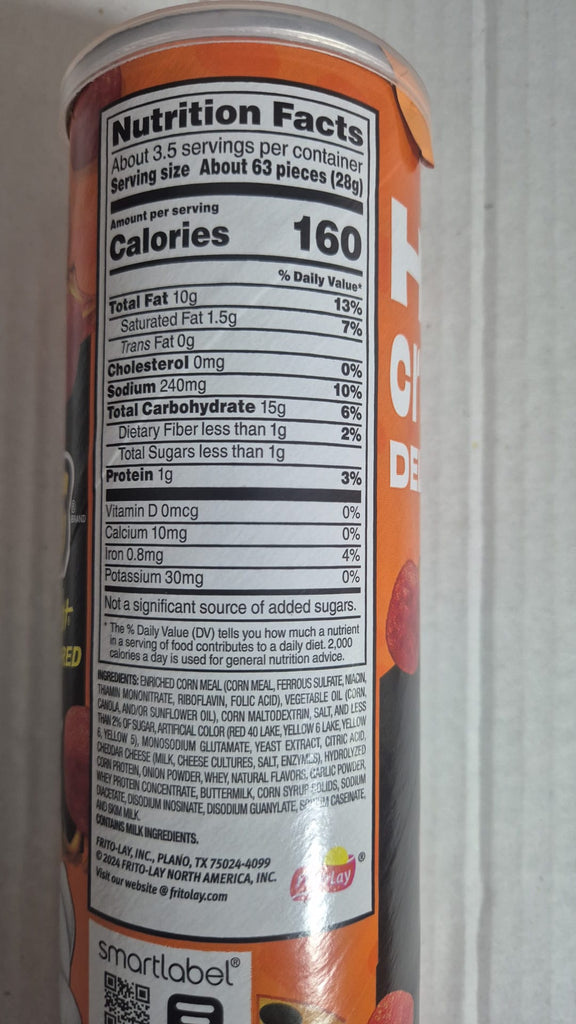 Nutrition Facts
About 3.5 servings per container
Serving size About 63 pieces (28g)
Amount per serving
Calories 160
% Daily Value*
Total Fat 10g 13%
Saturated Fat 1.5g 7%
Trans Fat 0g
Cholesterol 0mg 0%
Sodium 240mg 10%
Total Carbohydrate 15g 6%
Dietary Fiber less than 1g 2%
Total Sugars less than 1g
Protein 1g 3%
Vitamin D 0mcg 0%
Calcium 10mg 0%
Iron 0.8mg 4%
Potassium 30mg 0%
Not a significant source of added sugars.
* The % Daily Value (DV) tells you how much a nutrient
in a serving of food contributes to a daily diet. 2,000
calories a day is used for general nutrition advice.
INGREDIENTS: ENRICHED CORN MEAL (CORN MEAL, FERROUS SULFATE, NIACIN,
THIAMIN MONONITRATE, RIBOFLAVIN, FOLIC ACID), VEGETABLE OIL (CORN,
CANOLA, AND/OR SUNFLOWER OIL), CORN MALTODEXTRIN, SALT, AND LESS
THAN 2% OF SUGAR, ARTIFICIAL COLOR (RED 40 LAKE, YELLOW 6 LAKE, YELLOW
6, YELLOW 5), MONOSODIUM GLUTAMATE, YEAST EXTRACT, CITRIC ACID,
CHEDDAR CHEESE (MILK, CHEESE CULTURES, SALT, ENZYMES), HYDROLYZED
CORN PROTEIN, ONION POWDER, WHEY, NATURAL FLAVORS, GARLIC POWDER,
WHEY PROTEIN CONCENTRATE, BUTTERMILK, CORN SYRUP SOLIDS, SODIUM
DIACETATE, DISODIUM INOSINATE, DISODIUM GUANYLATE, SODIUM CASEINATE,
AND SKIM MILK.
CONTAINS MILK INGREDIENTS.
FRITO-LAY, INC., PLANO, TX 75024-4099
© 2024 FRITO-LAY NORTH AMERICA, INC.
Visit our website @ fritolay.com
Frito Lay ®
smartlabel®
® BRAND
RED
H
cr
DE